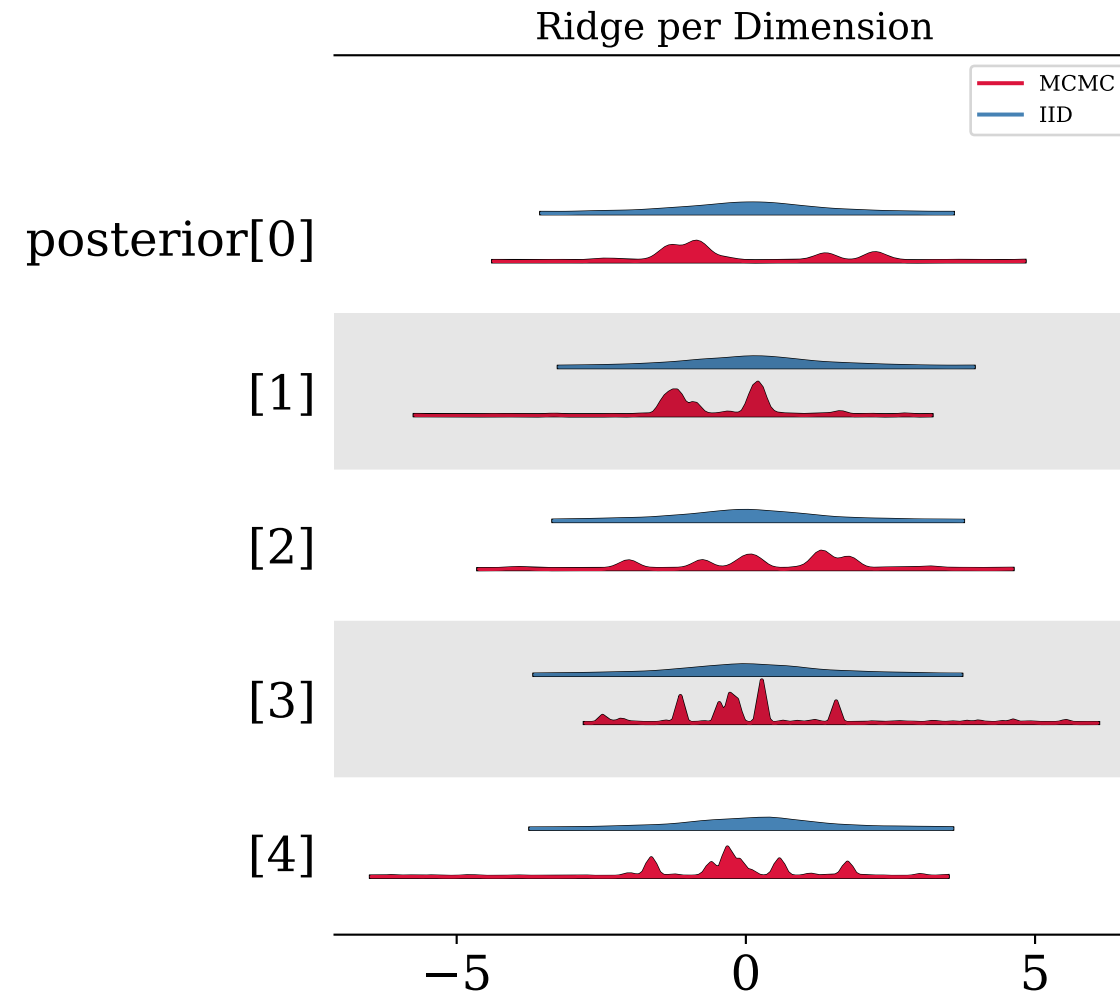 Ridge per Dimension
MCMC
IID
posterior[0]
[1]
[2]
[3]
[4]
−5 0 5